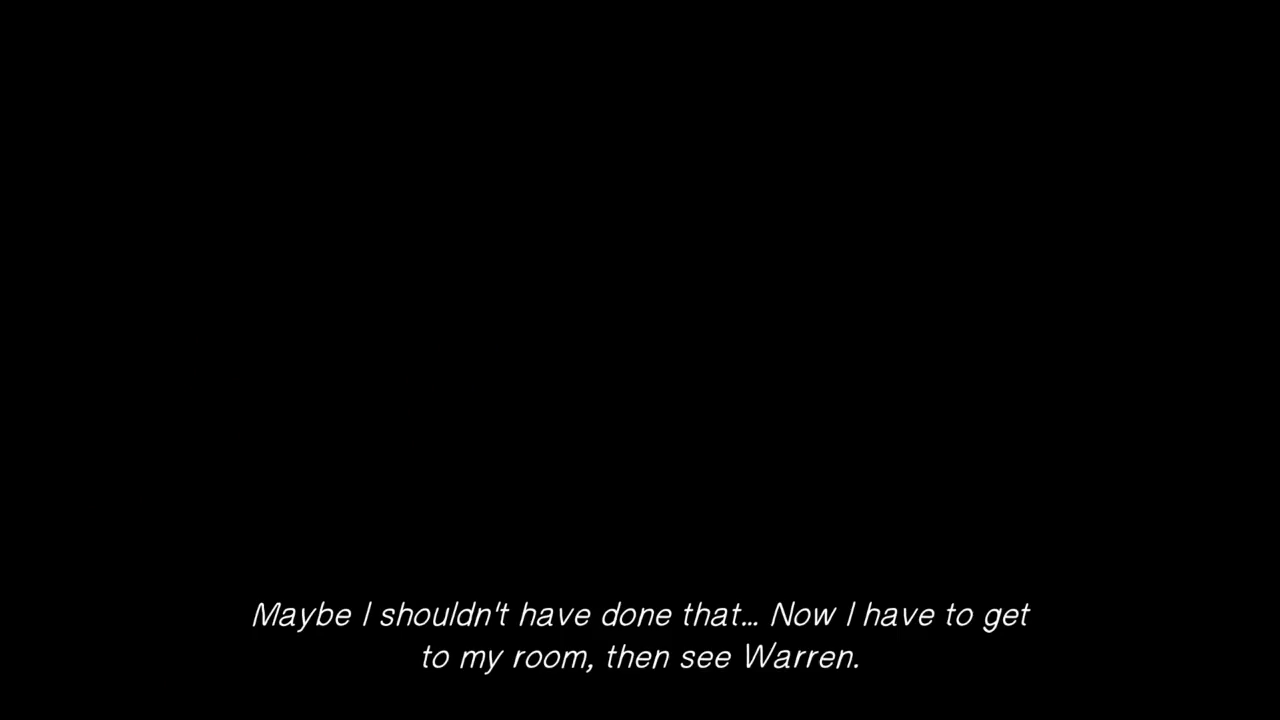 Maybe I shouldn't have done that... Now I have to get
to my room, then see Warren.